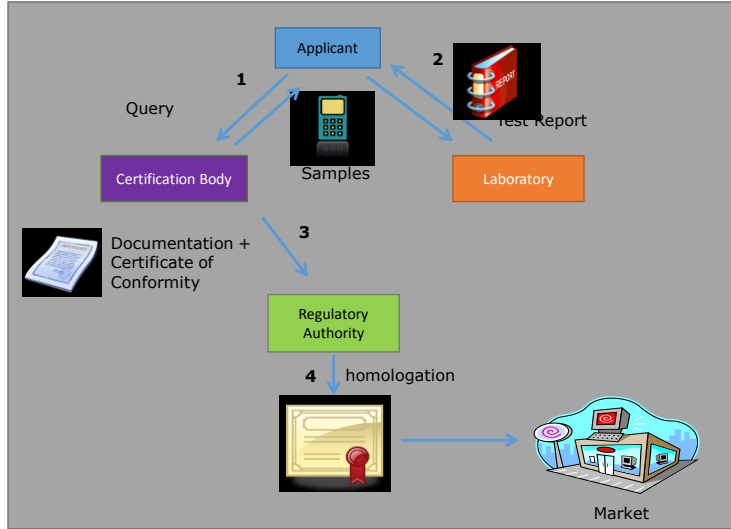 Applicant
2
1
REPORT
Query
Test Report
Samples
Certification Body
Laboratory
3
Documentation +
Certificate of
Conformity
Regulatory
Authority
4
homologation
Market